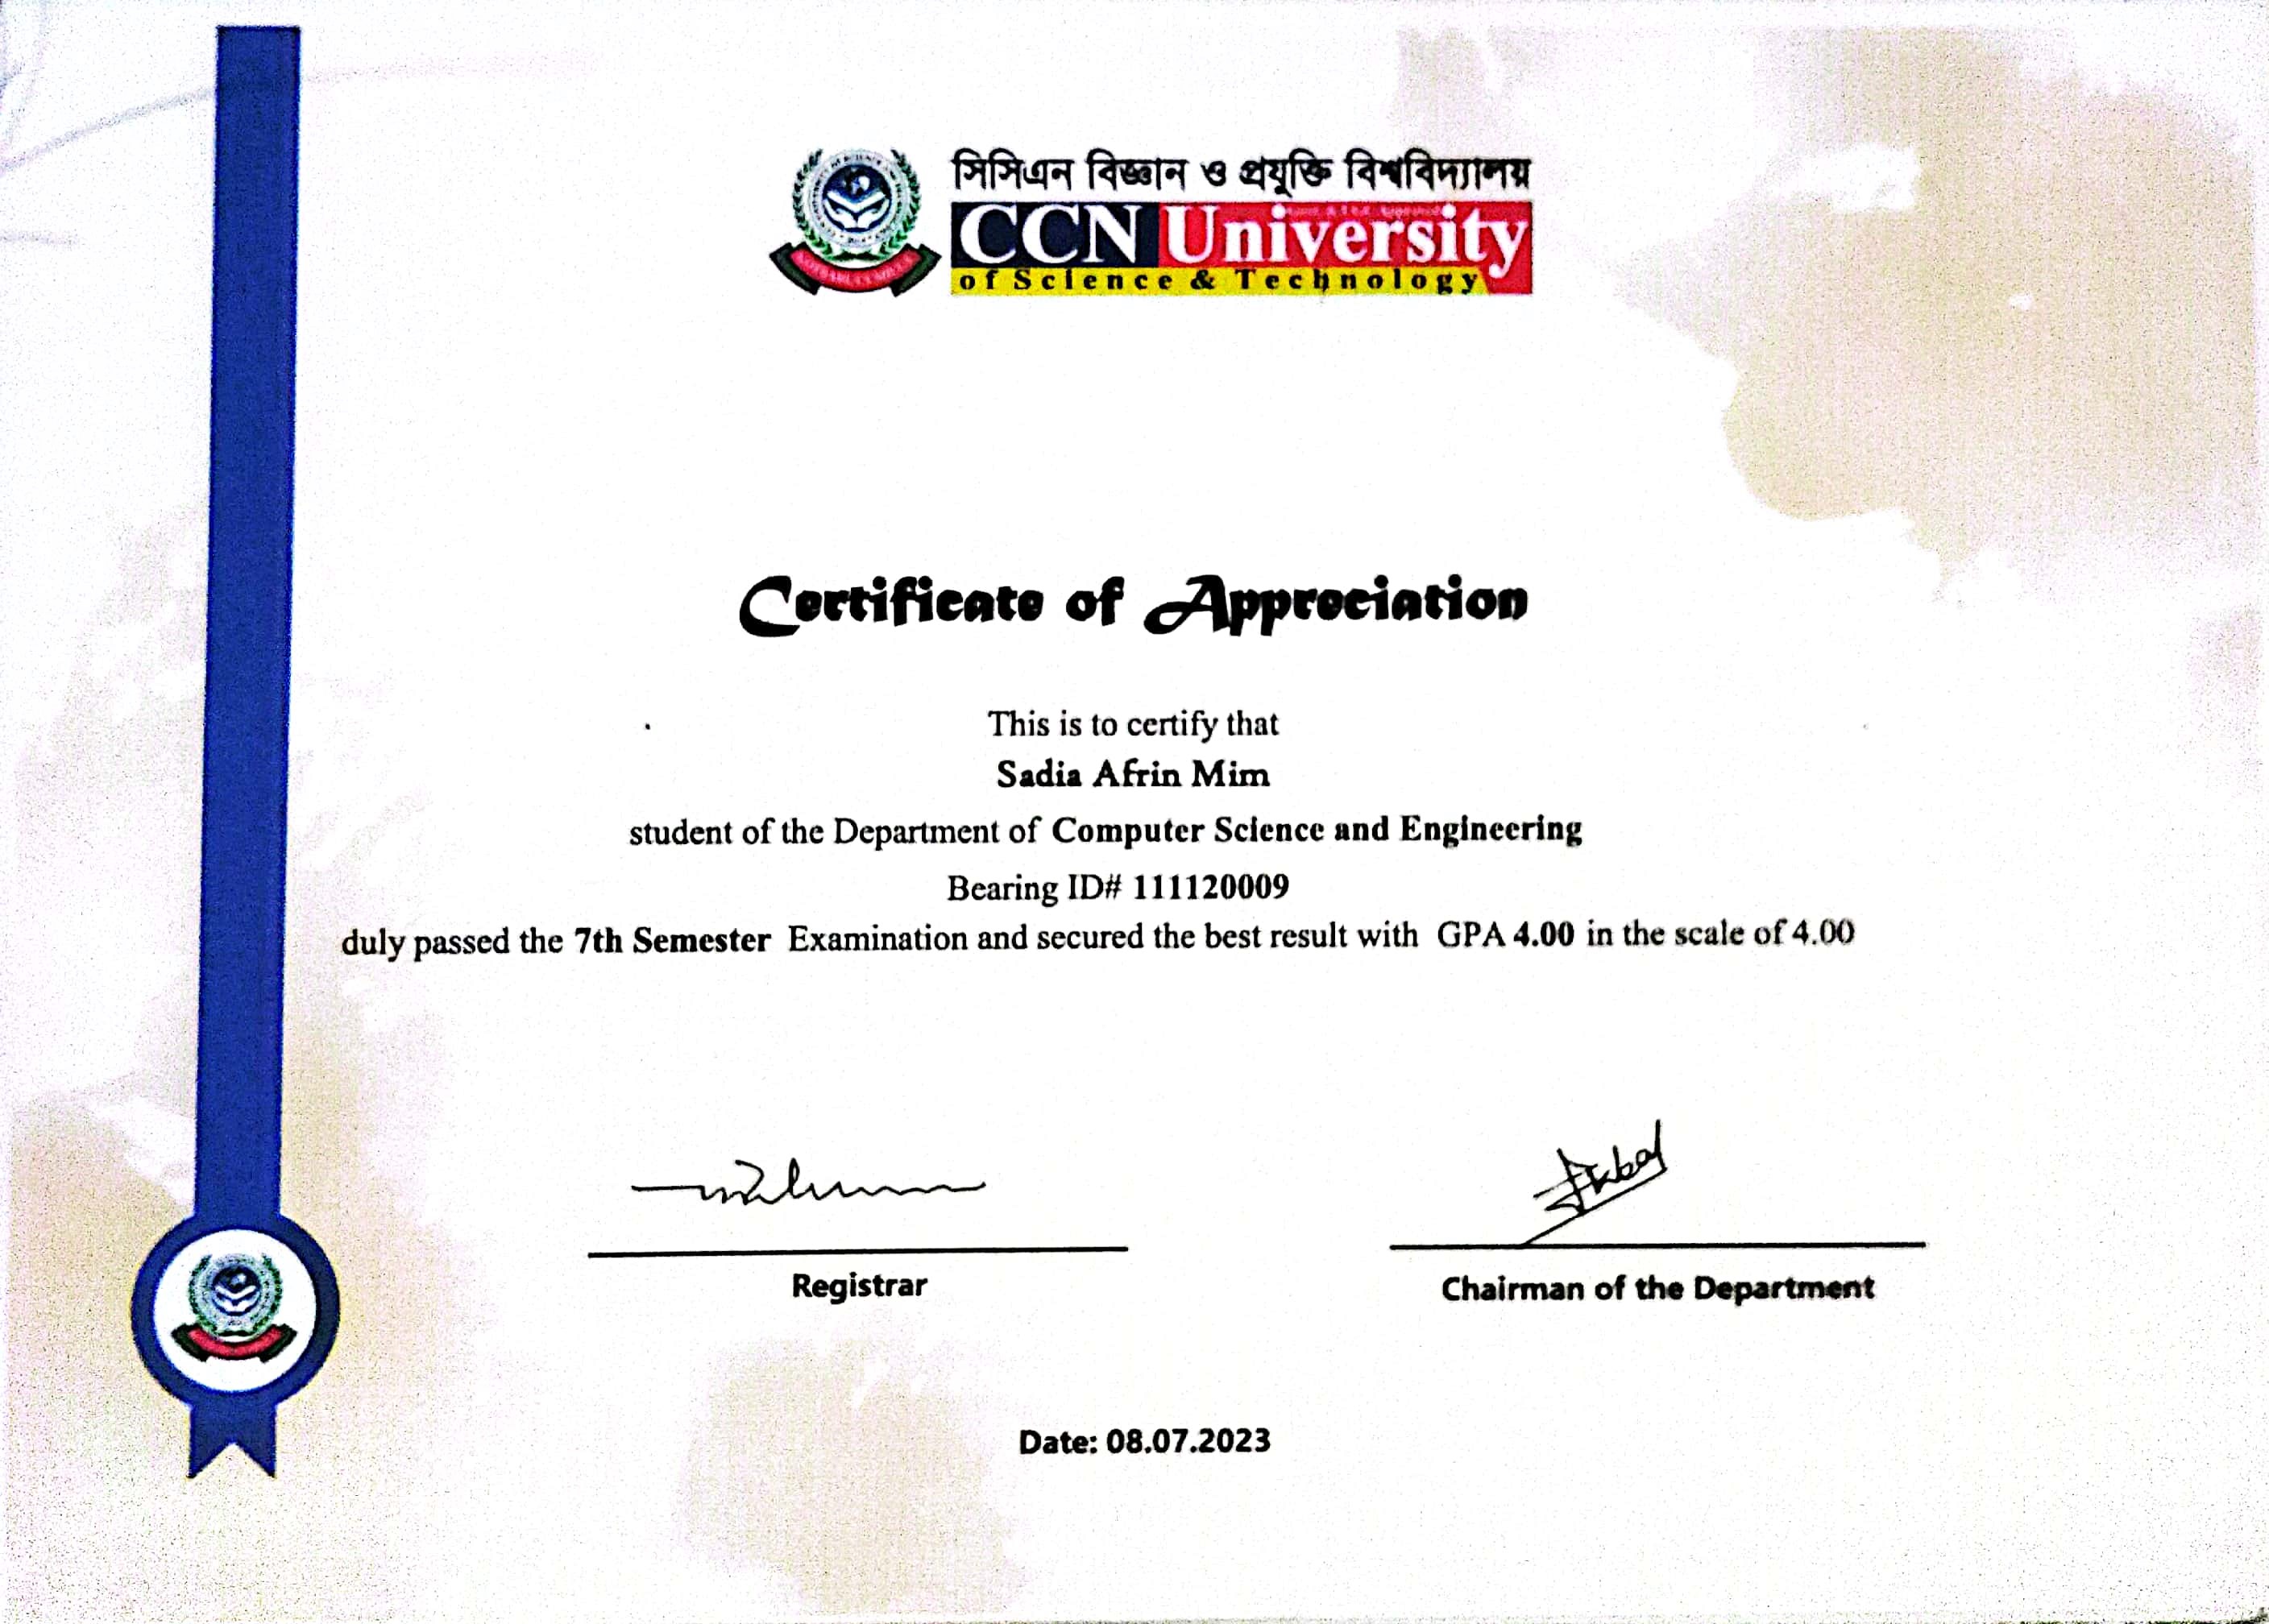 সিসিএন বিজ্ঞান ও প্রযুক্তি বিশ্ববিদ্যালয়
CCN University
of Science & Technology
Certificate of Appreciation
This is to certify that
Sadia Afrin Mim
student of the Department of Computer Science and Engineering
Bearing ID# 111120009
duly passed the 7th Semester Examination and secured the best result with GPA 4.00 in the scale of 4.00
Registrar
Chairman of the Department
Date: 08.07.2023